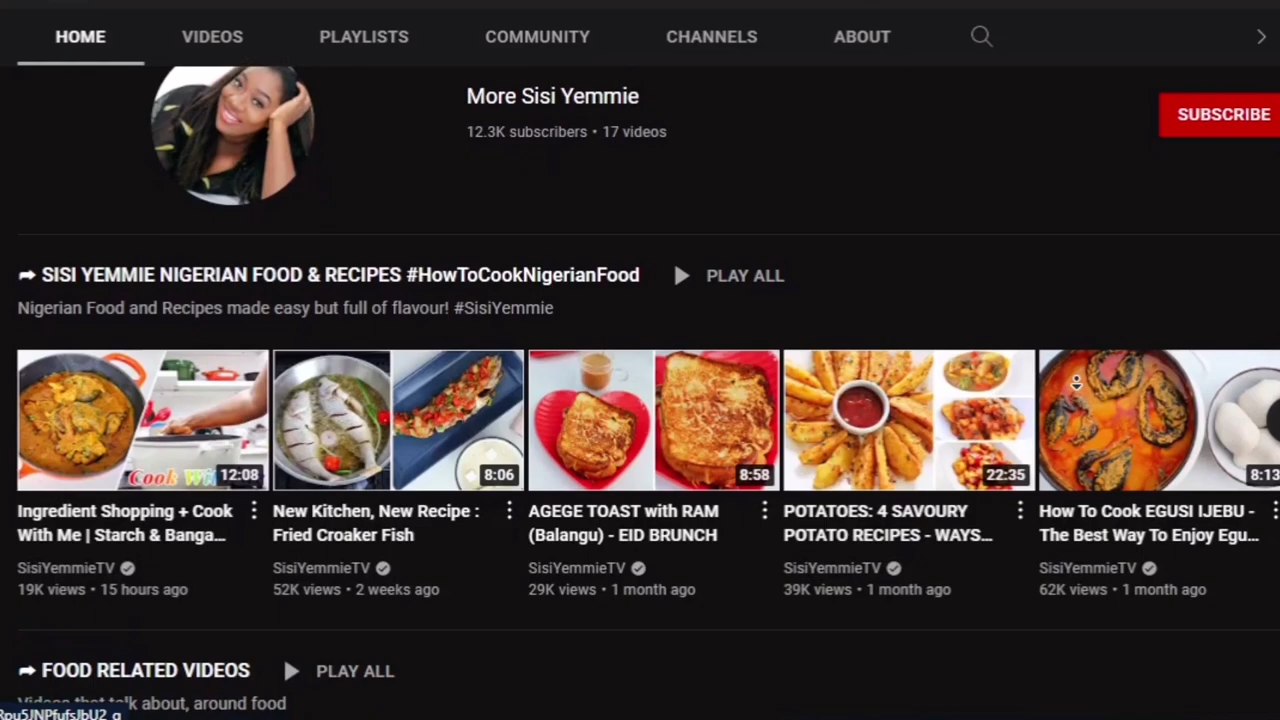 HOME VIDEOS PLAYLISTS COMMUNITY CHANNELS ABOUT
More Sisi Yemmie
12.3K subscribers • 17 videos
SUBSCRIBE
➦ SISI YEMMIE NIGERIAN FOOD & RECIPES #HowToCookNigerianFood ▶ PLAY ALL
Nigerian Food and Recipes made easy but full of flavour! #SisiYemmie
Cook Wi
12:08
8:06
8:58
22:35
8:13
Ingredient Shopping + Cook
With Me | Starch & Banga...
SisiYemmieTV
19K views • 15 hours ago
New Kitchen, New Recipe :
Fried Croaker Fish
SisiYemmieTV
52K views • 2 weeks ago
AGEGE TOAST with RAM
(Balangu) - EID BRUNCH
SisiYemmieTV
29K views • 1 month ago
POTATOES: 4 SAVOURY
POTATO RECIPES - WAYS...
SisiYemmieTV
39K views • 1 month ago
How To Cook EGUSI IJEBU -
The Best Way To Enjoy Egu...
SisiYemmieTV
62K views • 1 month ago
➦ FOOD RELATED VIDEOS ▶ PLAY ALL
Videos that talk about, around food